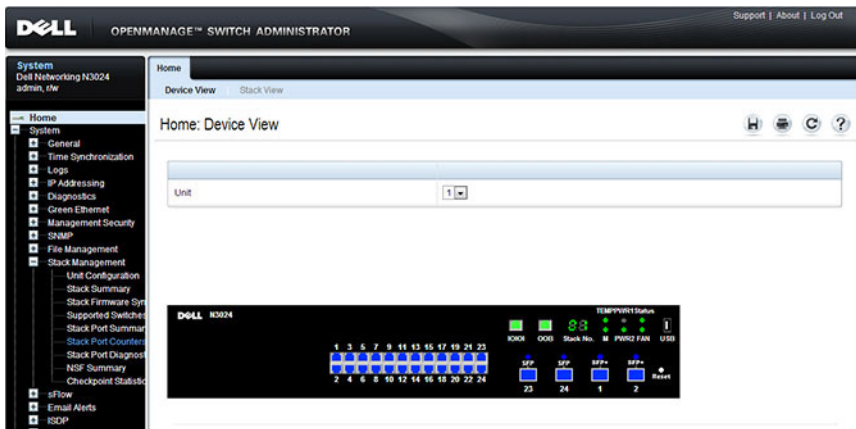 Support | About | Log Out
DELL OPENMANAGE™ SWITCH ADMINISTRATOR
System
Dell Networking N3024
admin, r/w
Home
Device View Stack View
Home
System
General
Time Synchronization
Logs
IP Addressing
Diagnostics
Green Ethernet
Management Security
SNMP
File Management
Stack Management
Unit Configuration
Stack Summary
Stack Firmware Syn
Supported Switches
Stack Port Summar
Stack Port Counters
Stack Port Diagnost
NSF Summary
Checkpoint Statistic
sFlow
Email Alerts
ISDP
Home: Device View
?
Unit 1
DELL N3024
TEMP PWR1 Status
IOIOI OOB Stack No. M PWR2 FAN USB
1 3 5 7 9 11 13 15 17 19 21 23
2 4 6 8 10 12 14 16 18 20 22 24
SFP SFP SFP+ SFP+
23 24 1 2
Reset